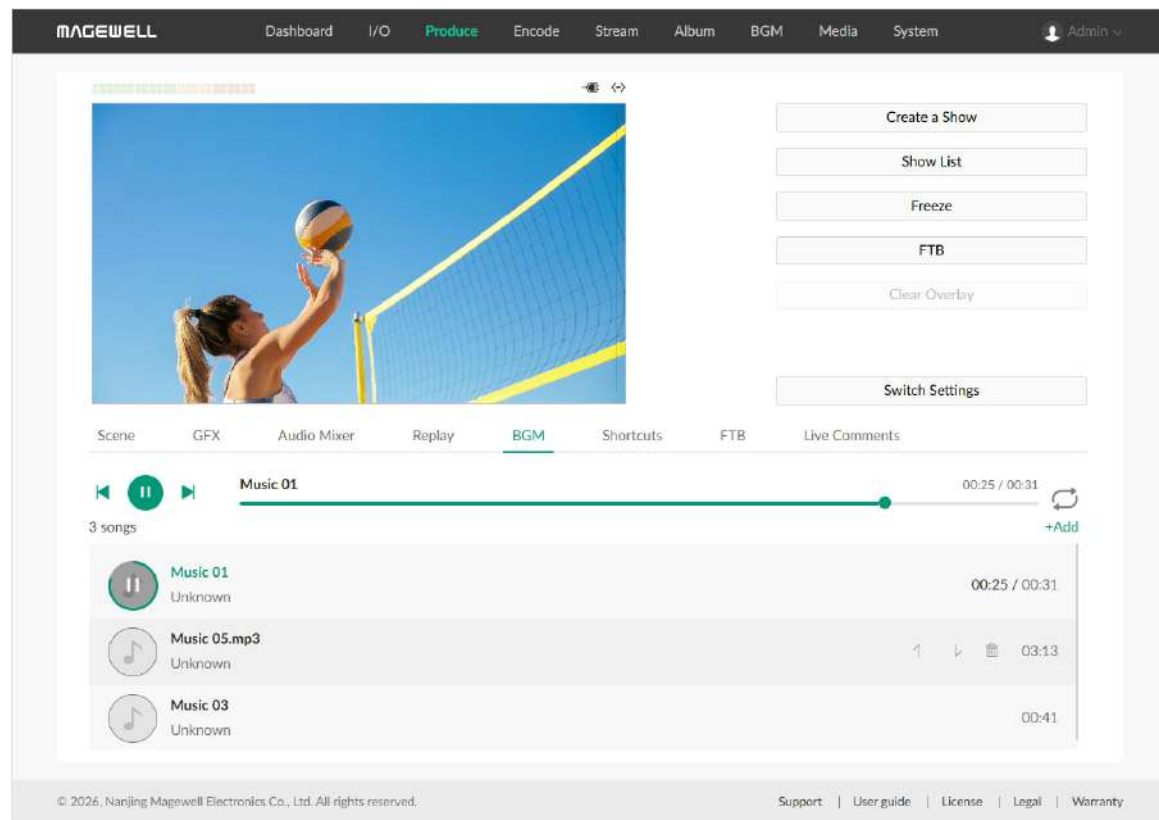 MAGEWELL Dashboard I/O Produce Encode Stream Album BGM Media System Admin
Create a Show
Show List
Freeze
FTB
Clear Overlay
Switch Settings
Scene GFX Audio Mixer Replay BGM Shortcuts FTB Live Comments
Music 01 00:25 / 00:31
3 songs +Add
Music 01
Unknown
00:25 / 00:31
Music 05.mp3
Unknown
03:13
Music 03
Unknown
00:41
© 2026, Nanjing Magewell Electronics Co., Ltd. All rights reserved. Support | User guide | License | Legal | Warranty